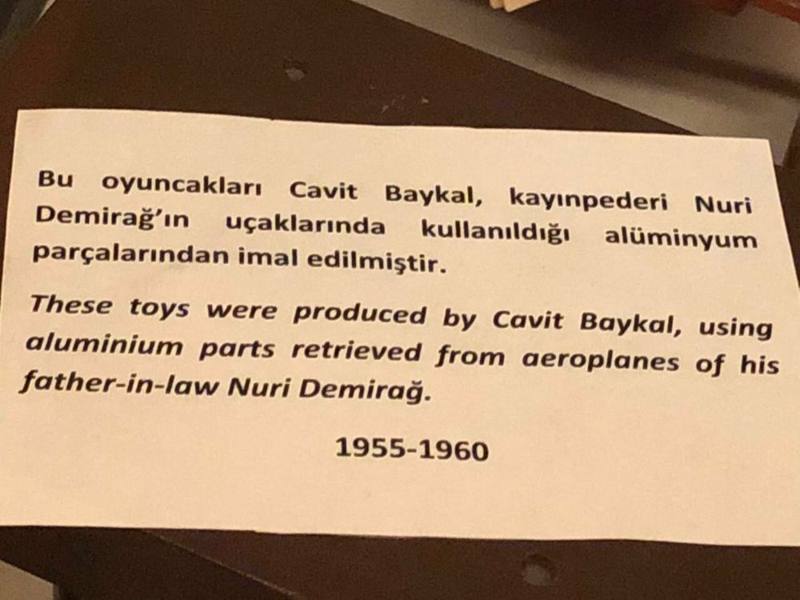 Bu oyuncakları Cavit Baykal, kayınpederi Nuri
Demirağ'ın uçaklarında kullanıldığı alüminyum
parçalarından imal edilmiştir.
These toys were produced by Cavit Baykal, using
aluminium parts retrieved from aeroplanes of his
father-in-law Nuri Demirağ.
1955-1960